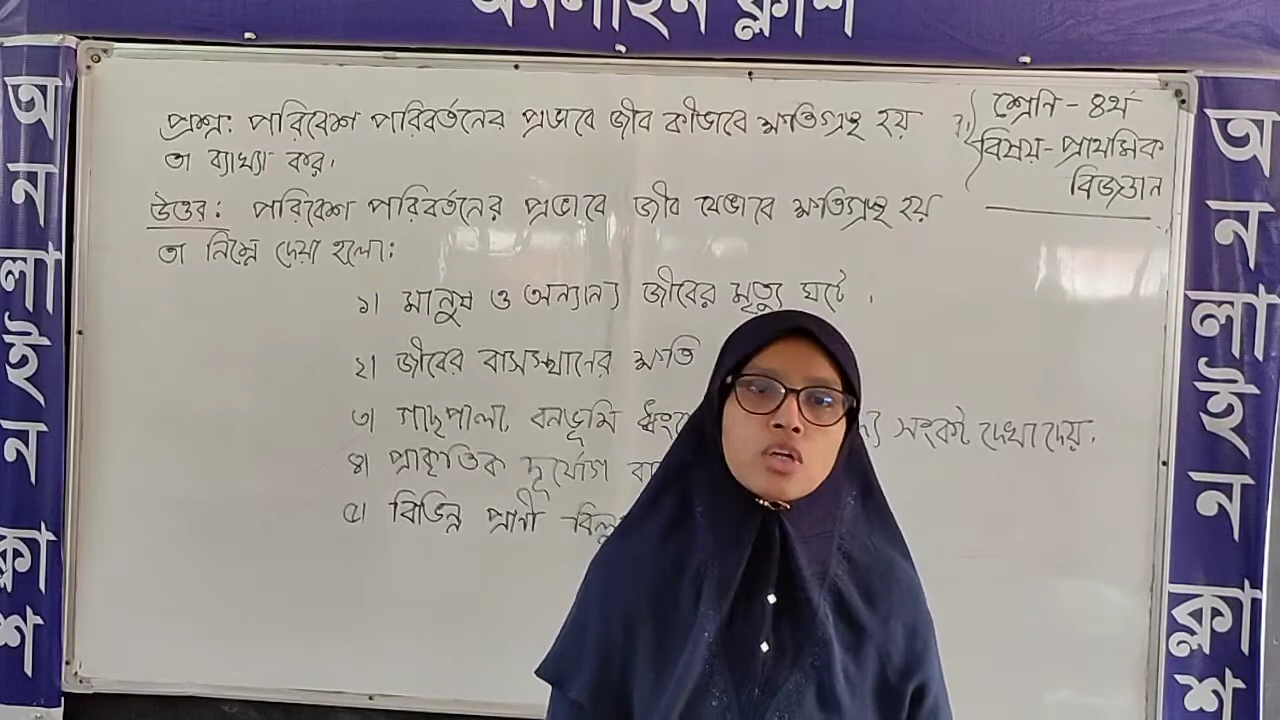 অনলাইন ক্লাশ
অনলাইন ক্লাশ
শ্রেনি - ৪র্থ
বিষয় - প্রাথমিক
বিজ্ঞান
প্রশ্ন: পরিবেশ পরিবর্তনের প্রভাবে জীব কীভাবে ক্ষতিগ্রস্থ হয়
তা ব্যাখ্যা কর।
উত্তর: পরিবেশ পরিবর্তনের প্রভাবে জীব যেভাবে ক্ষতিগ্রস্থ হয়
তা নিম্নে দেয়া হলো:
১। মানুষ ও অন্যান্য জীবের মৃত্যু ঘটে।
২। জীবের বাসস্থানের ক্ষতি
৩। গাছপালা, বনভূমি সংকট দেখা দেয়।
৪। প্রাকৃতিক দূর্যোগ
৫। বিভিন্ন প্রাণী
অনলাইন ক্লাশ